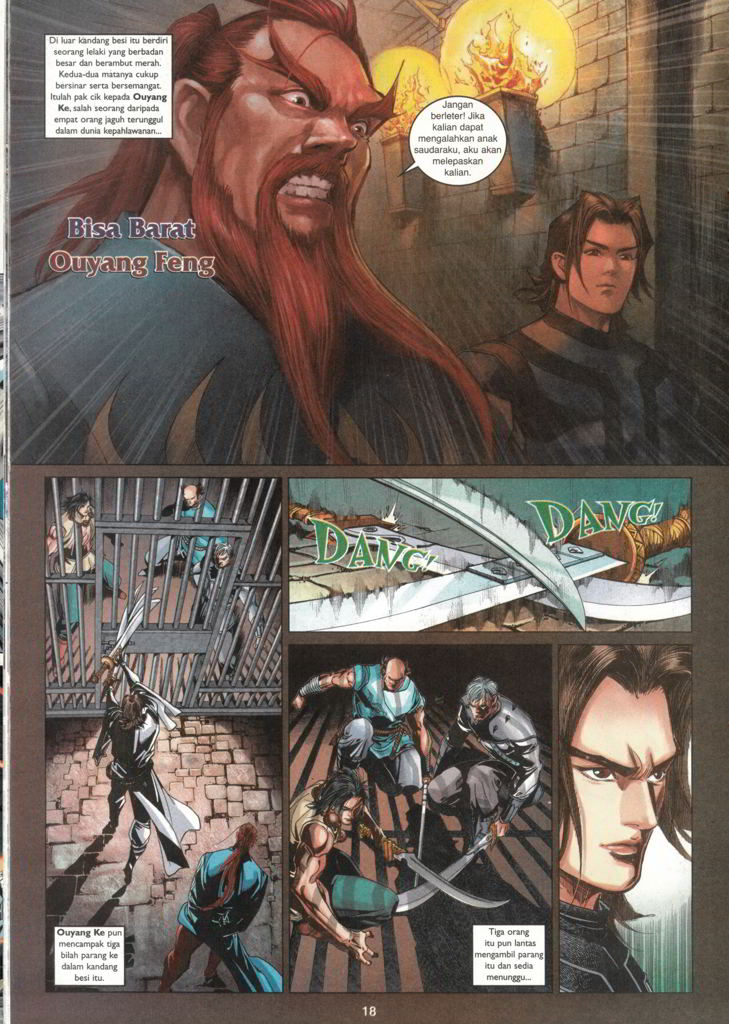 Di luar kandang besi itu berdiri
seorang lelaki yang berbadan
besar dan berambut merah.
Kedua-dua matanya cukup
bersinar serta bersemangat.
Itulah pak cik kepada Ouyang
Ke, salah seorang daripada
empat orang jaguh terunggul
dalam dunia kepahlawanan...
Jangan
berleter! Jika
kalian dapat
mengalahkan anak
saudaraku, aku akan
melepaskan
kalian.
Bisa Barat
Ouyang Feng
DANG!
DANG!
Ouyang Ke pun
mencampak tiga
bilah parang ke
dalam kandang
besi itu.
Tiga orang
itu pun lantas
mengambil parang
itu dan sedia
menunggu...
18